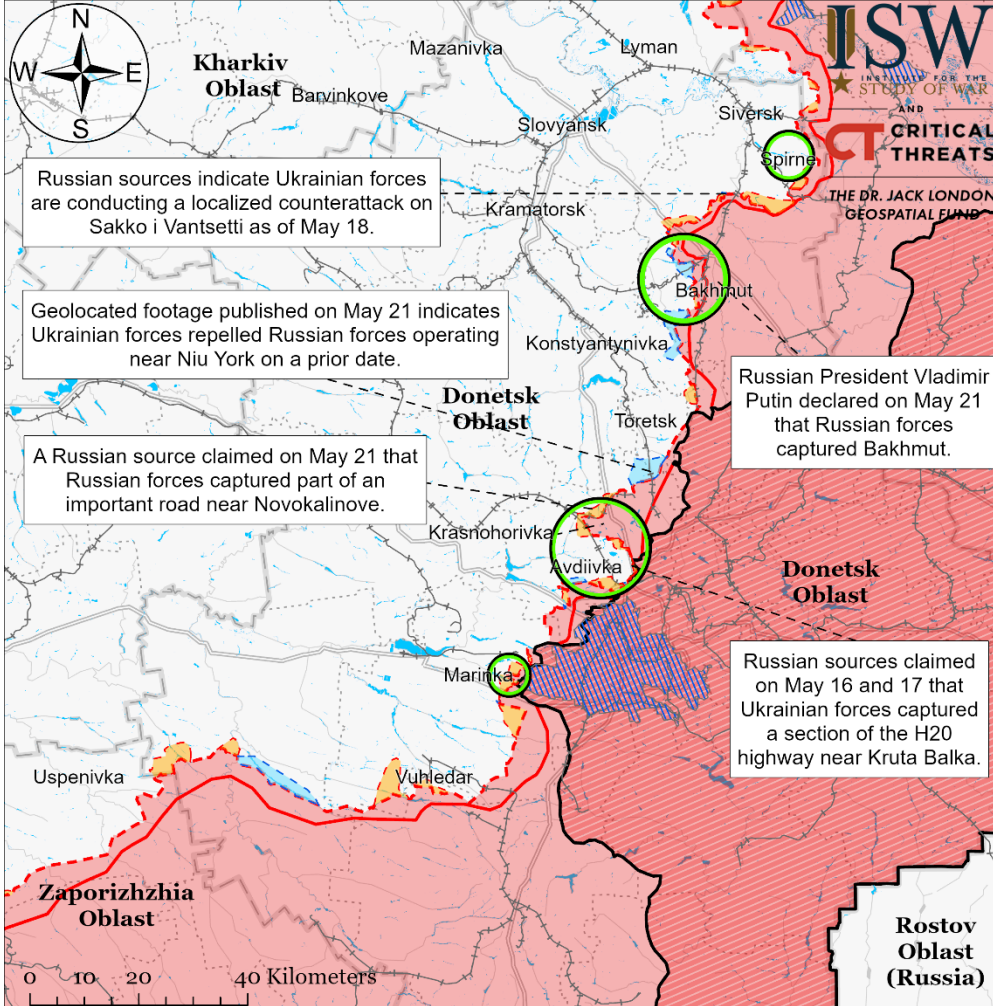 N
W
E
S
ISW
INSTITUTE FOR THE
STUDY OF WAR
AND
CT CRITICAL
THREATS
THE DR. JACK LONDON
GEOSPATIAL FUND
Kharkiv
Oblast
Mazanivka
Lyman
Barvinkove
Slovyansk
Siversk
Spirne
Russian sources indicate Ukrainian forces
are conducting a localized counterattack on
Sakko i Vantsetti as of May 18.
Kramatorsk
Bakhmut
Geolocated footage published on May 21 indicates
Ukrainian forces repelled Russian forces operating
near Niu York on a prior date.
Konstyantynivka
Russian President Vladimir
Putin declared on May 21
that Russian forces
captured Bakhmut.
Donetsk
Oblast
Toretsk
A Russian source claimed on May 21 that
Russian forces captured part of an
important road near Novokalinove.
Krasnohorivka
Avdiivka
Donetsk
Oblast
Marinka
Russian sources claimed
on May 16 and 17 that
Ukrainian forces captured
a section of the H20
highway near Kruta Balka.
Uspenivka
Vuhledar
Zaporizhzhia
Oblast
Rostov
Oblast
(Russia)
0 10 20 40 Kilometers